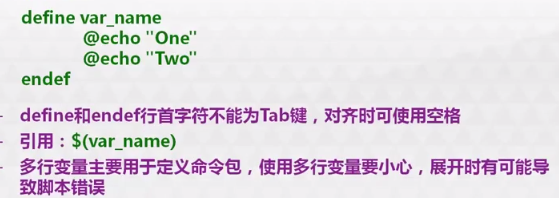 define var_name
@echo "One"
@echo "Two"
endef
- define和endef行首字符不能为Tab键，对齐时可使用空格
- 引用：$(var_name)
- 多行变量主要用于定义命令包，使用多行变量要小心，展开时有可能导
致脚本错误